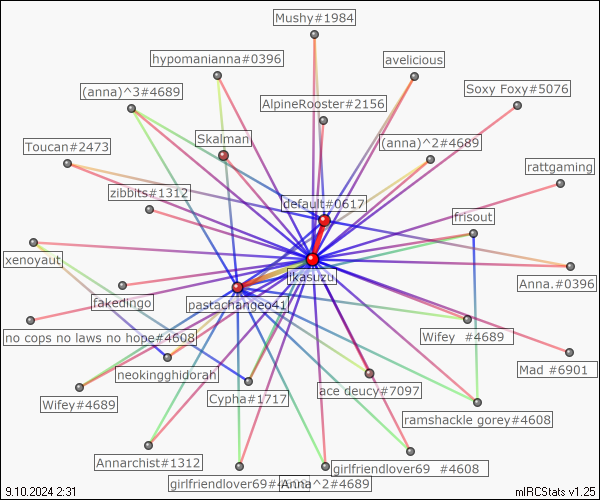 Mushy#1984
hypomanianna#0396
avelicious
(anna)^3#4689
Soxy Foxy#5076
AlpineRooster#2156
Skalman
(anna)^2#4689
Toucan#2473
rattgaming
zibbits#1312
default#0617
frisout
xenoyaut
ikasuzu
Anna.#0396
fakedingo
pastachangeo41
no cops no laws no hope#4608
Wifey #4689
neokingghidorah
Mad #6901
Wifey#4689
Cypha#1717
ace deucy#7097
ramshackle gorey#4608
Annarchist#1312
girlfriendlover69 #4608
girlfriendlover69#4
Anna^2#4689
9.10.2024 2:31
mIRCStats v1.25